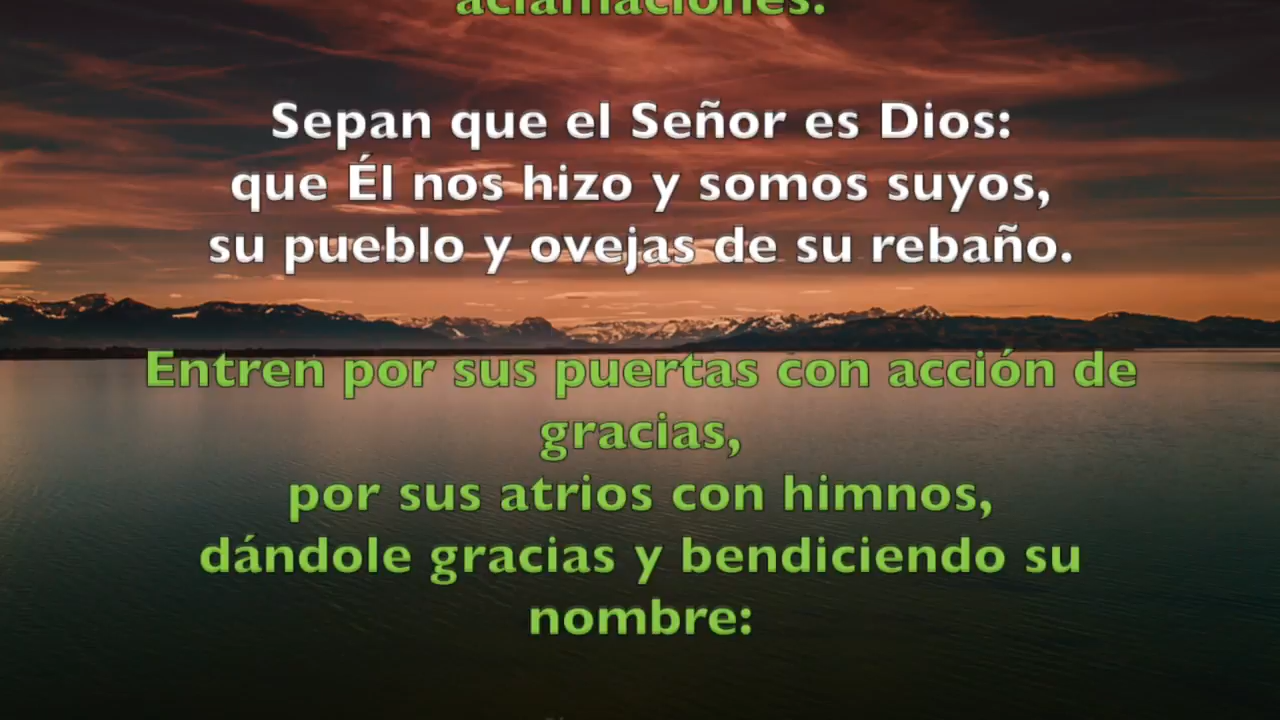 aclamaciones.
Sepan que el Señor es Dios:
que Él nos hizo y somos suyos,
su pueblo y ovejas de su rebaño.
Entren por sus puertas con acción de
gracias,
por sus atrios con himnos,
dándole gracias y bendiciendo su
nombre: